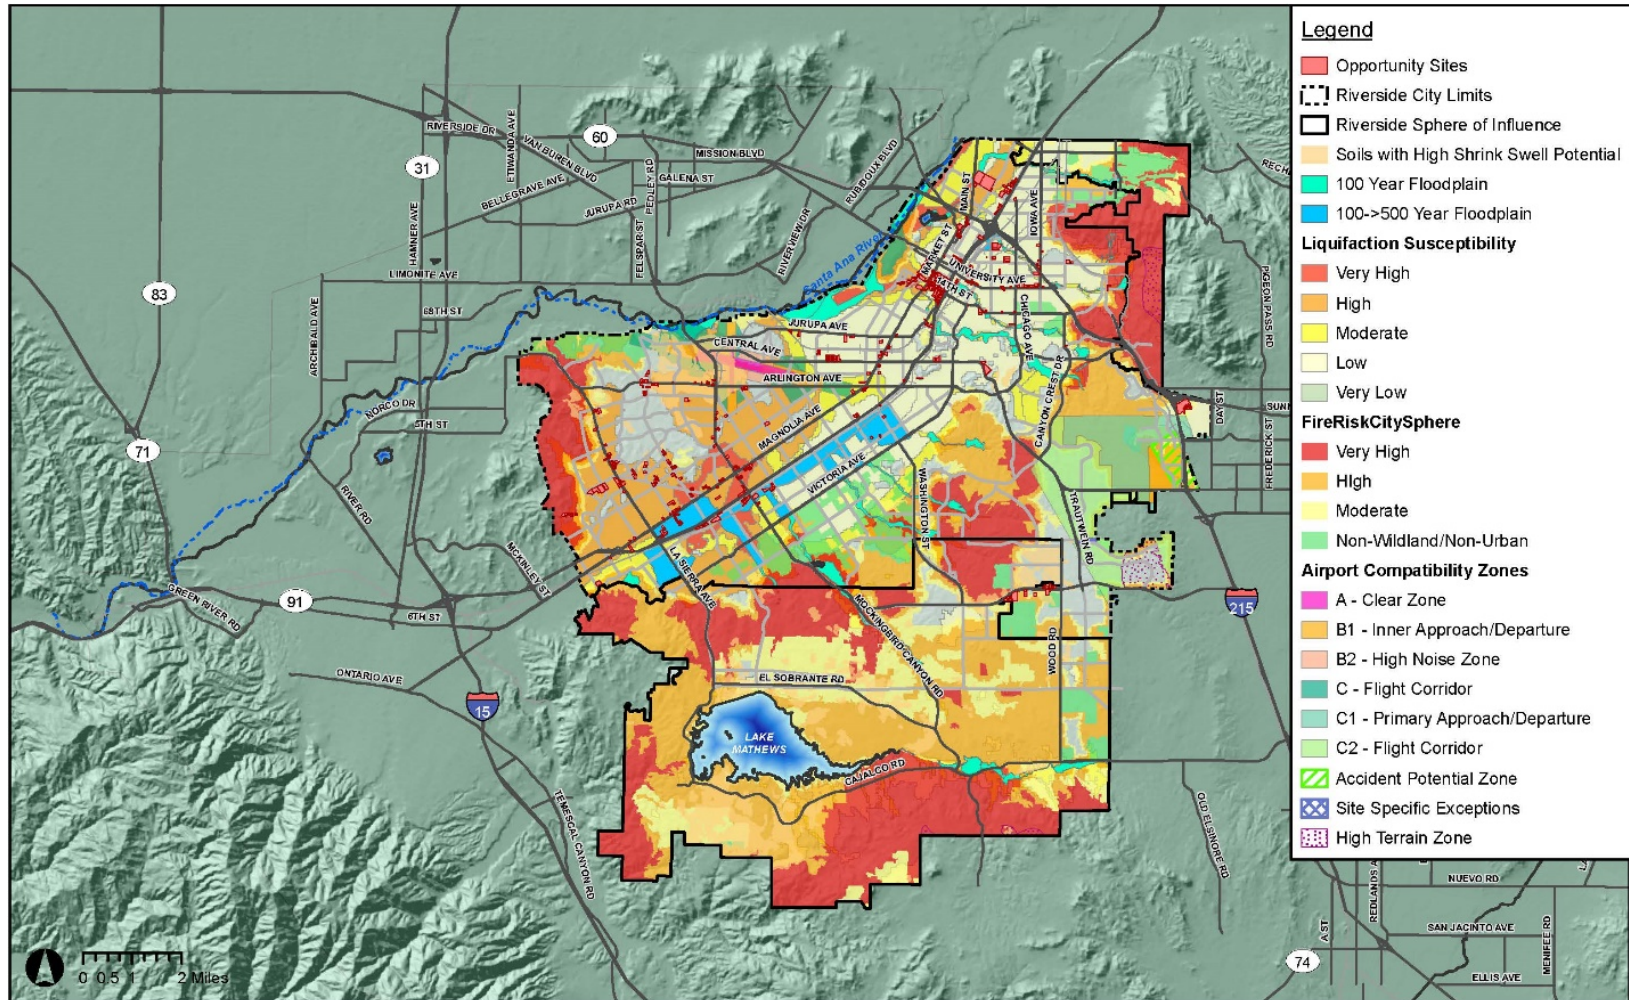 Legend
Opportunity Sites
Riverside City Limits
Riverside Sphere of Influence
Soils with High Shrink Swell Potential
100 Year Floodplain
100->500 Year Floodplain
Liquifaction Susceptibility
Very High
High
Moderate
Low
Very Low
FireRiskCitySphere
Very High
HIgh
Moderate
Non-Wildland/Non-Urban
Airport Compatibility Zones
A - Clear Zone
B1 - Inner Approach/Departure
B2 - High Noise Zone
C - Flight Corridor
C1 - Primary Approach/Departure
C2 - Flight Corridor
Accident Potential Zone
Site Specific Exceptions
High Terrain Zone
RIVERSIDE DR
ETIWANDA AVE
VAN BUREN BLVD
60
MISSION BLVD
RUBIDOUX BLVD
31
BELLEGRAVE AVE
PEDLEY RD
GALENA ST
JURUPA RD
HAMNER AVE
FELSPAR ST
RIVERVIEW DR
MAIN ST
IOWA AVE
MARKET ST
UNIVERSITY AVE
14TH ST
Santa Ana River
LIMONITE AVE
83
68TH ST
ARCHIBALD AVE
JURUPA AVE
CENTRAL AVE
CHICAGO AVE
ARLINGTON AVE
CANYON CREST DR
PIGEON PASS RD
DAY ST
FREDERICK ST
NORCO DR
5TH ST
71
MAGNOLIA AVE
VICTORIA AVE
WASHINGTON ST
TRAUTWEIN RD
RIVER RD
MCKINLEY ST
LA SIERRA AVE
MOCKINGBIRD CANYON RD
GREEN RIVER RD
91
6TH ST
215
WOOD RD
ONTARIO AVE
EL SOBRANTE RD
15
LAKE
MATHEWS
CAJALCO RD
TEMESCAL CANYON RD
OLD ELSINORE RD
NUEVO RD
A ST
SAN JACINTO AVE
MENIFEE RD
74
ELLIS AVE
0 0.5 1 2 Miles